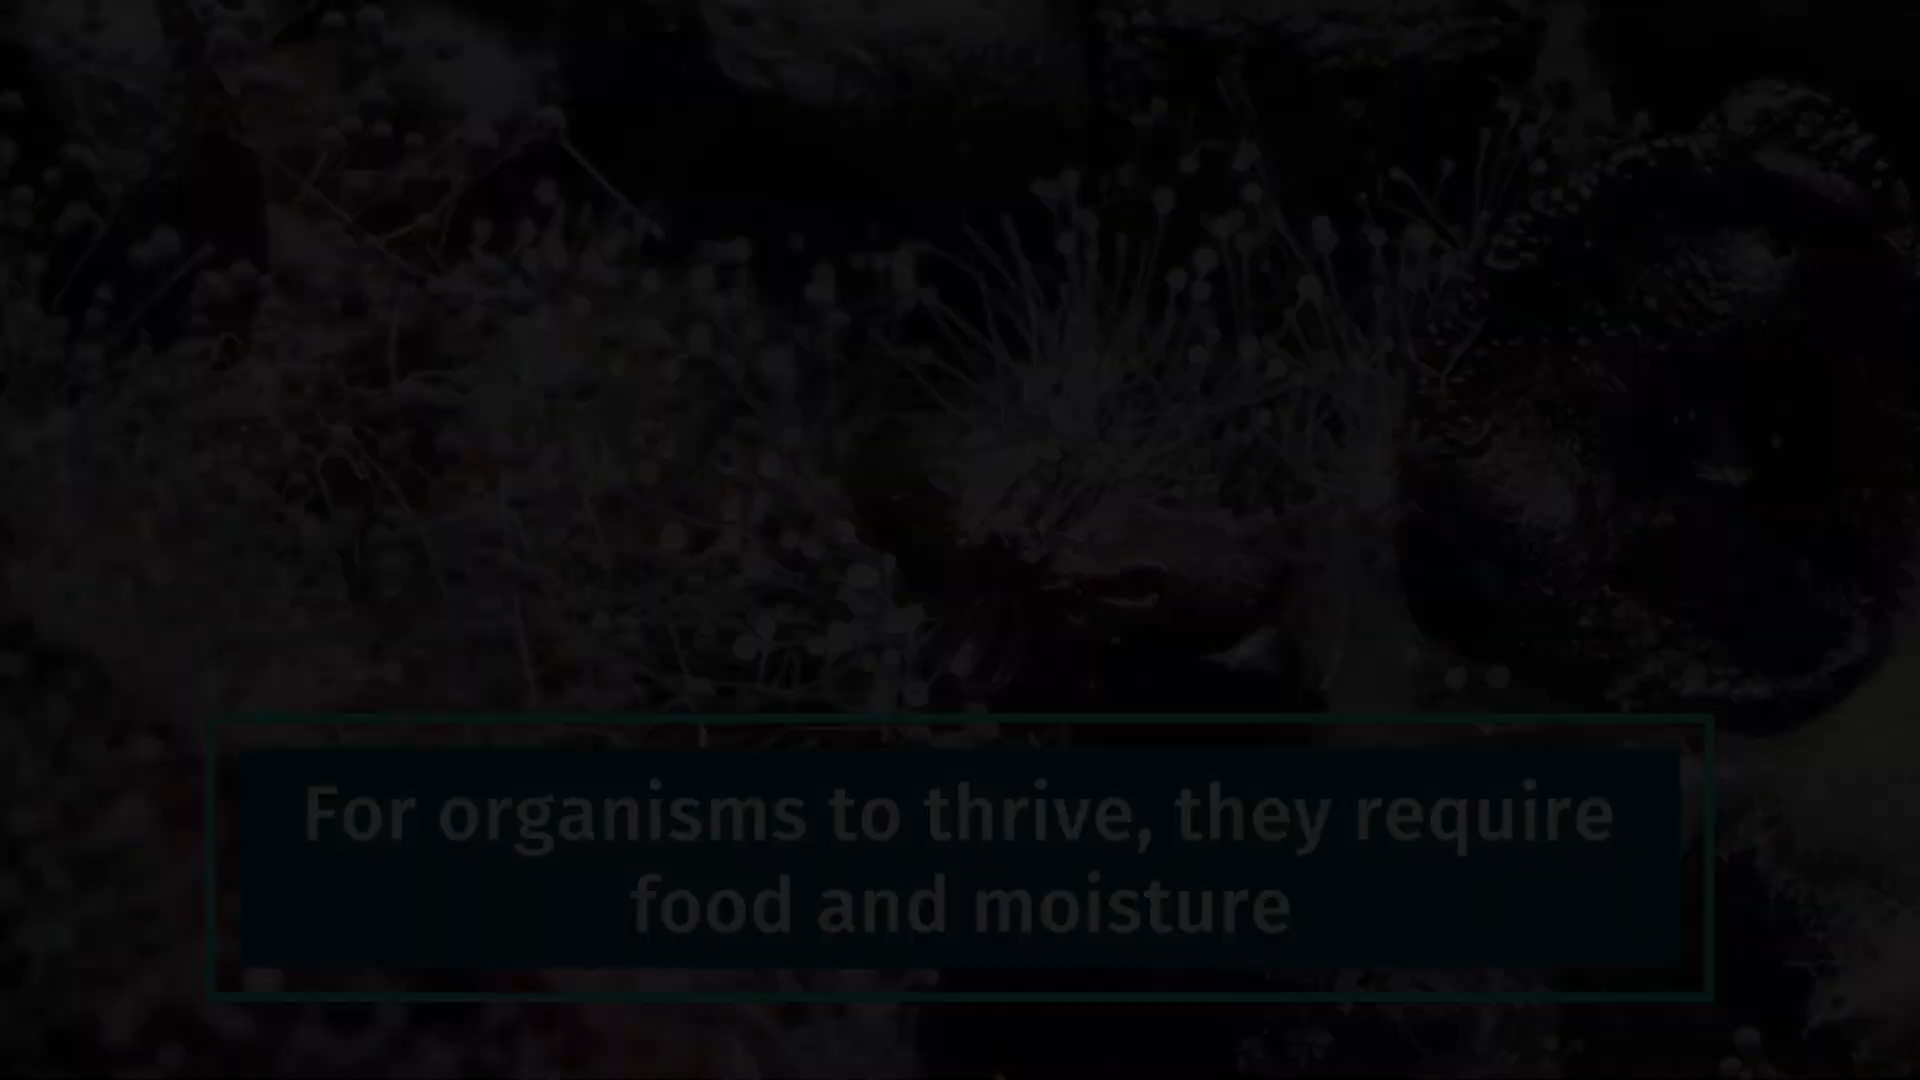 For organisms to thrive, they require
food and moisture